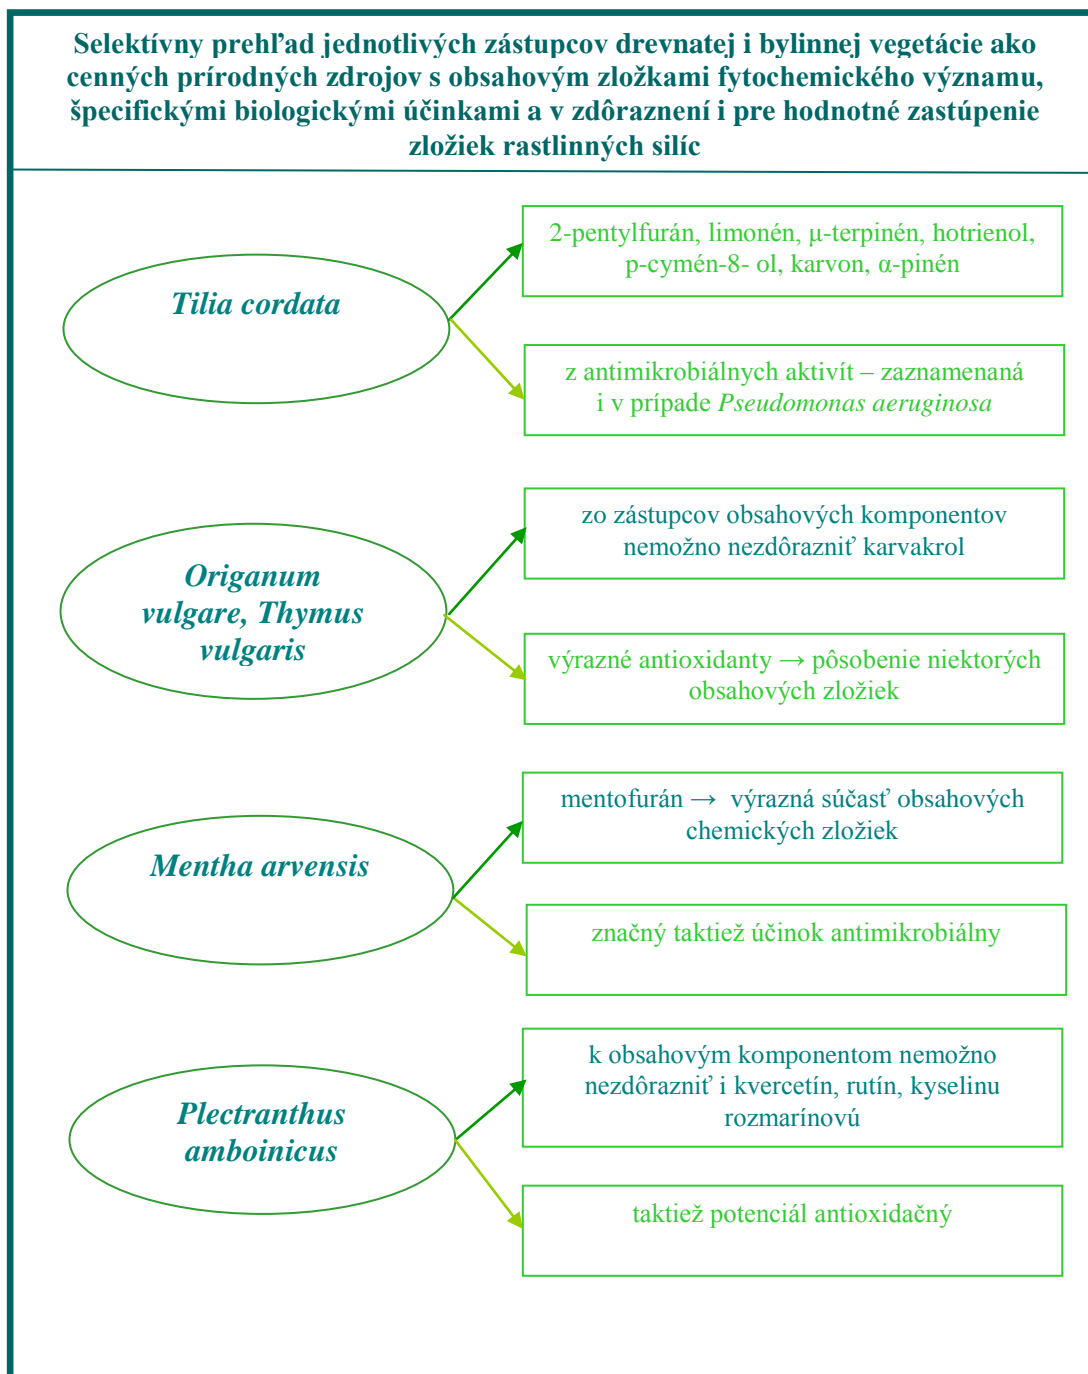 Selektívny prehľad jednotlivých zástupcov drevnatej i bylinnej vegetácie ako
cenných prírodných zdrojov s obsahovým zložkami fytochemického významu,
špecifickými biologickými účinkami a v zdôraznení i pre hodnotné zastúpenie
zložiek rastlinných silíc
Tilia cordata
2-pentylfurán, limonén, μ-terpinén, hotrienol,
p-cymén-8- ol, karvon, α-pinén
z antimikrobiálnych aktivít – zaznamenaná
i v prípade Pseudomonas aeruginosa
Origanum
vulgare, Thymus
vulgaris
zo zástupcov obsahových komponentov
nemožno nezdôrazniť karvakrol
výrazné antioxidanty → pôsobenie niektorých
obsahových zložiek
Mentha arvensis
mentofurán → výrazná súčasť obsahových
chemických zložiek
značný taktiež účinok antimikrobiálny
Plectranthus
amboinicus
k obsahovým komponentom nemožno
nezdôrazniť i kvercetín, rutín, kyselinu
rozmarínovú
taktiež potenciál antioxidačný